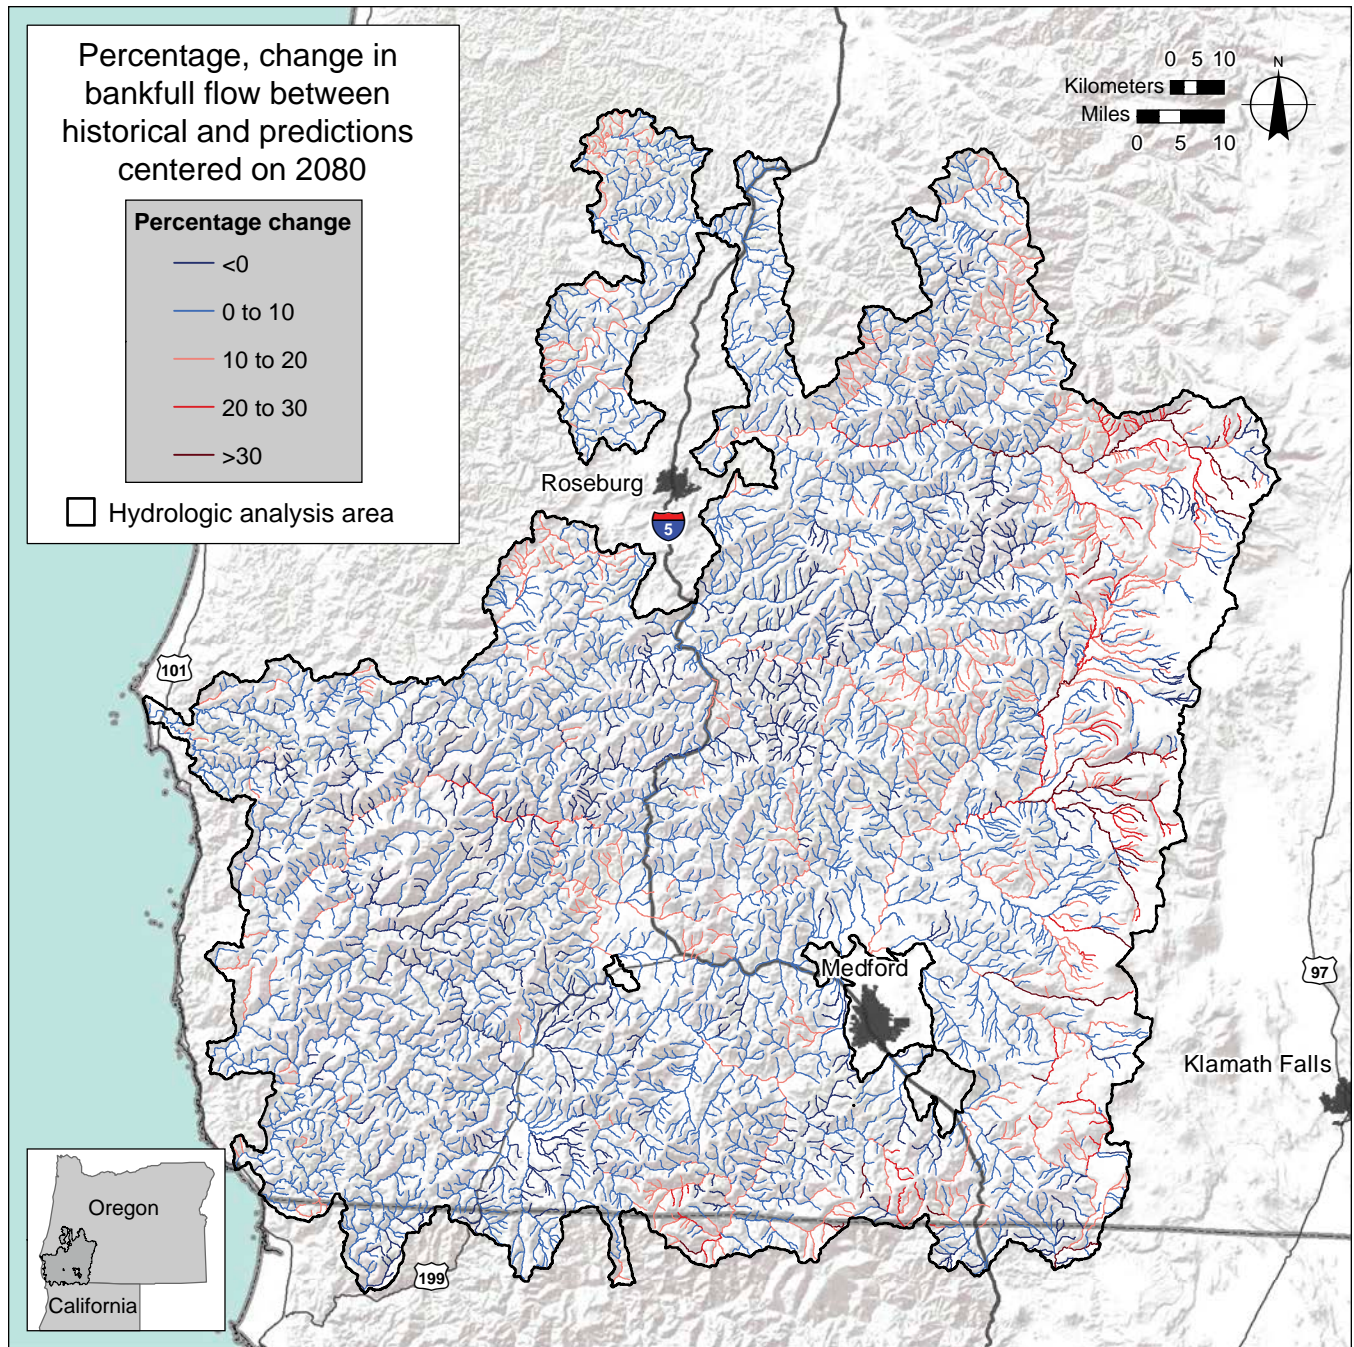 Percentage, change in
bankfull flow between
historical and predictions
centered on 2080
Percentage change
<0
0 to 10
10 to 20
20 to 30
>30
Hydrologic analysis area
0 5 10
Kilometers
Miles
0 5 10
N
Roseburg
5
101
Medford
97
Klamath Falls
199
Oregon
California